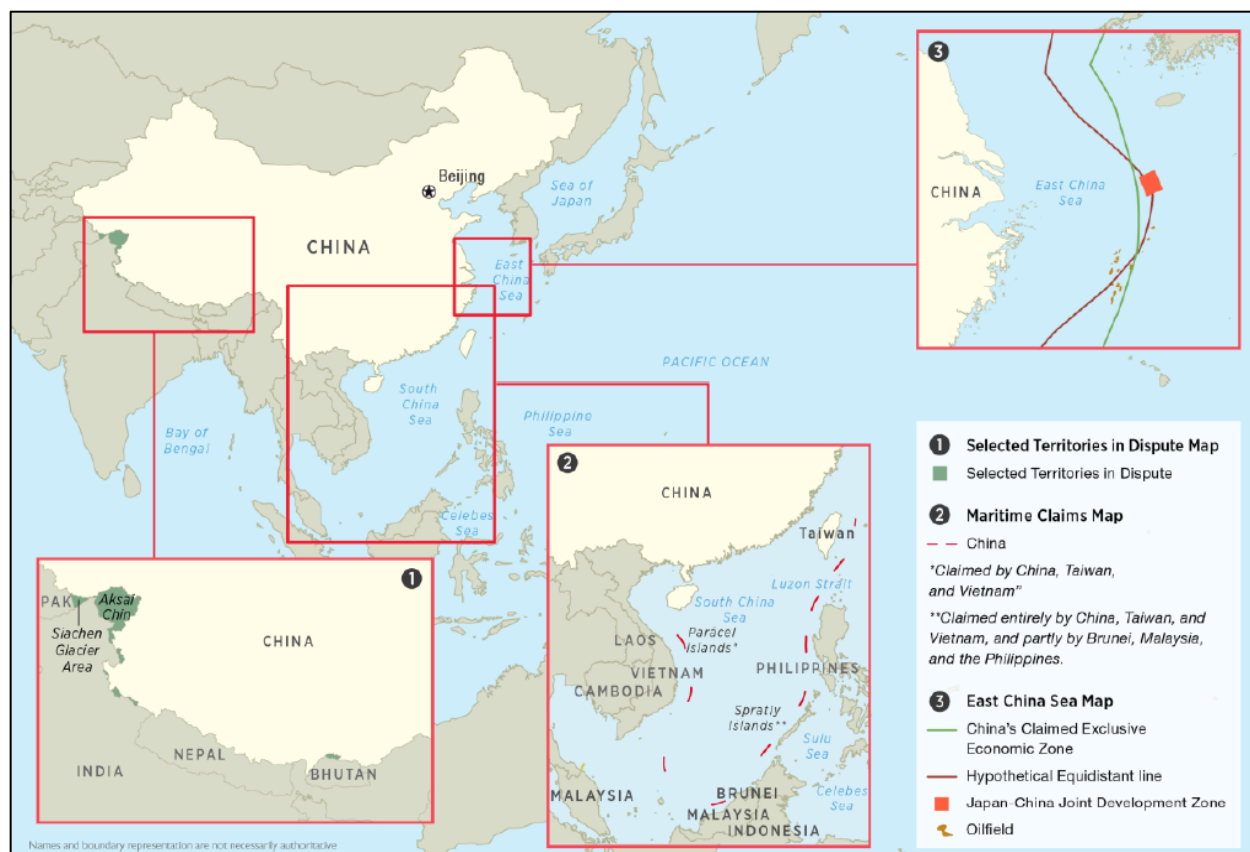 Beijing
Sea of
Japan
CHINA
East
China
Sea
PACIFIC OCEAN
South
China
Sea
Philippine
Sea
Bay of
Bengal
Celebes
Sea
3
CHINA
East China
Sea
1
PAK
Aksai
Chin
Siachen
Glacier
Area
CHINA
NEPAL
INDIA
BHUTAN
2
CHINA
Taiwan
Luzon Strait
South China
Sea
Paracel
Islands*
LAOS
VIETNAM
PHILIPPINES
CAMBODIA
Spratly
Islands**
Sulu
Sea
BRUNEI
MALAYSIA
MALAYSIA
INDONESIA
Celebes
Sea
1 Selected Territories in Dispute Map
Selected Territories in Dispute
2 Maritime Claims Map
China
*Claimed by China, Taiwan,
and Vietnam"
**Claimed entirely by China, Taiwan, and
Vietnam, and partly by Brunei, Malaysia,
and the Philippines.
3 East China Sea Map
China's Claimed Exclusive
Economic Zone
Hypothetical Equidistant line
Japan-China Joint Development Zone
Oilfield
Names and boundary representation are not necessarily authoritative